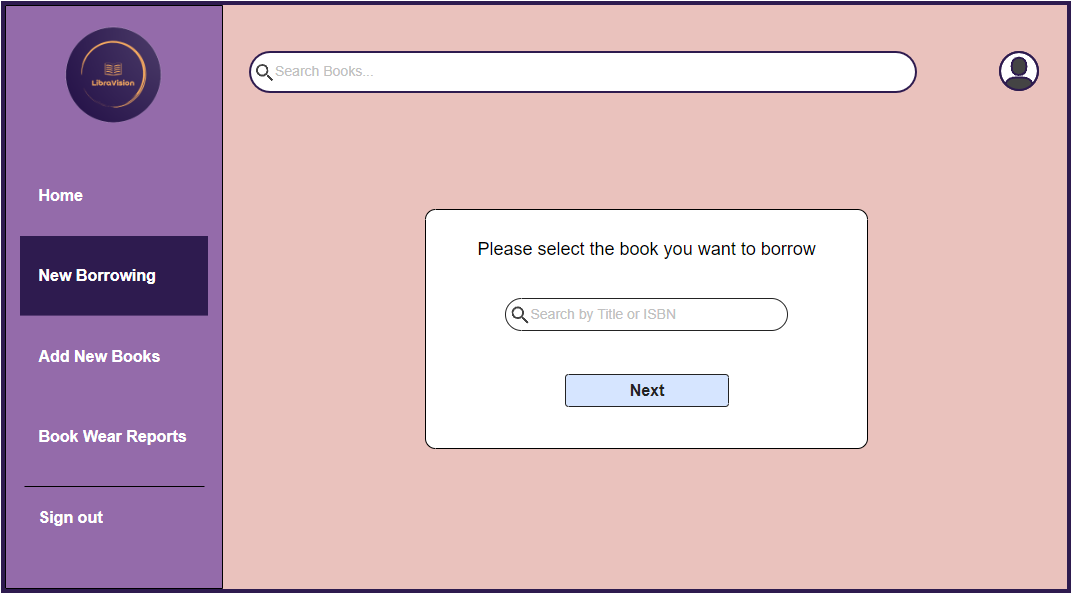 LibraVision
Search Books...
Home
New Borrowing
Add New Books
Book Wear Reports
Sign out
Please select the book you want to borrow
Search by Title or ISBN
Next